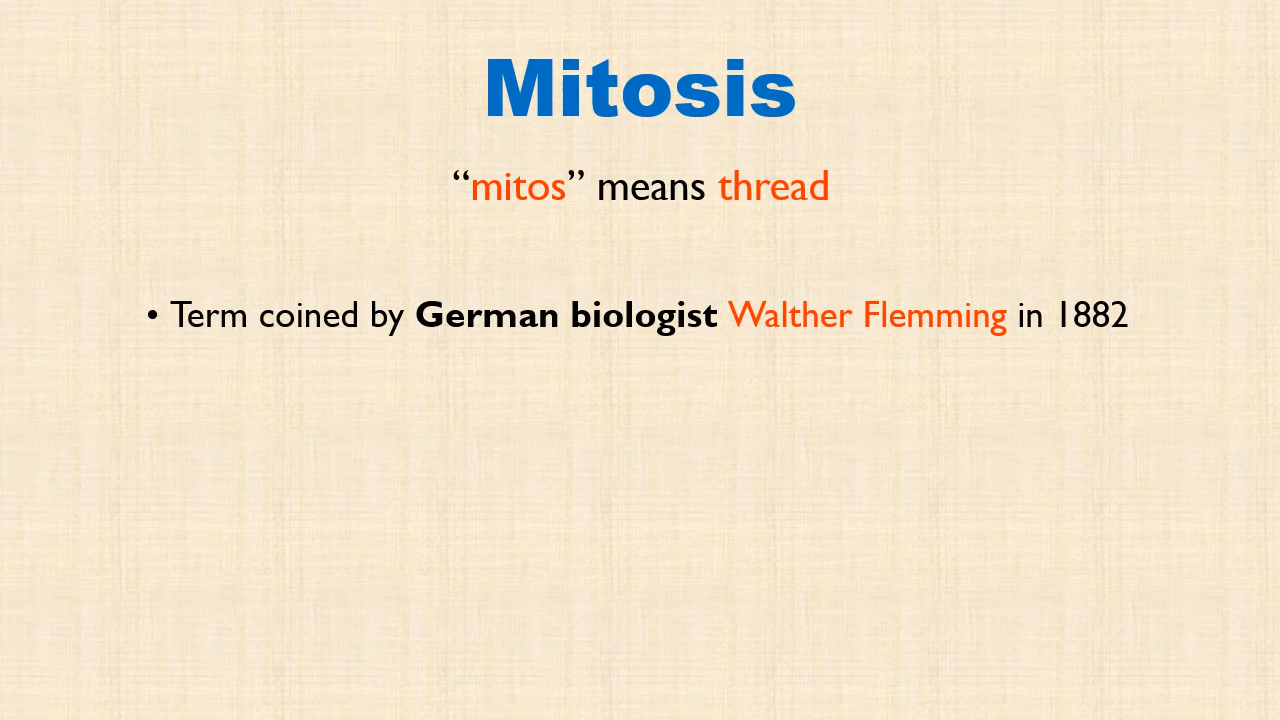 Mitosis
“mitos” means thread
• Term coined by German biologist Walther Flemming in 1882